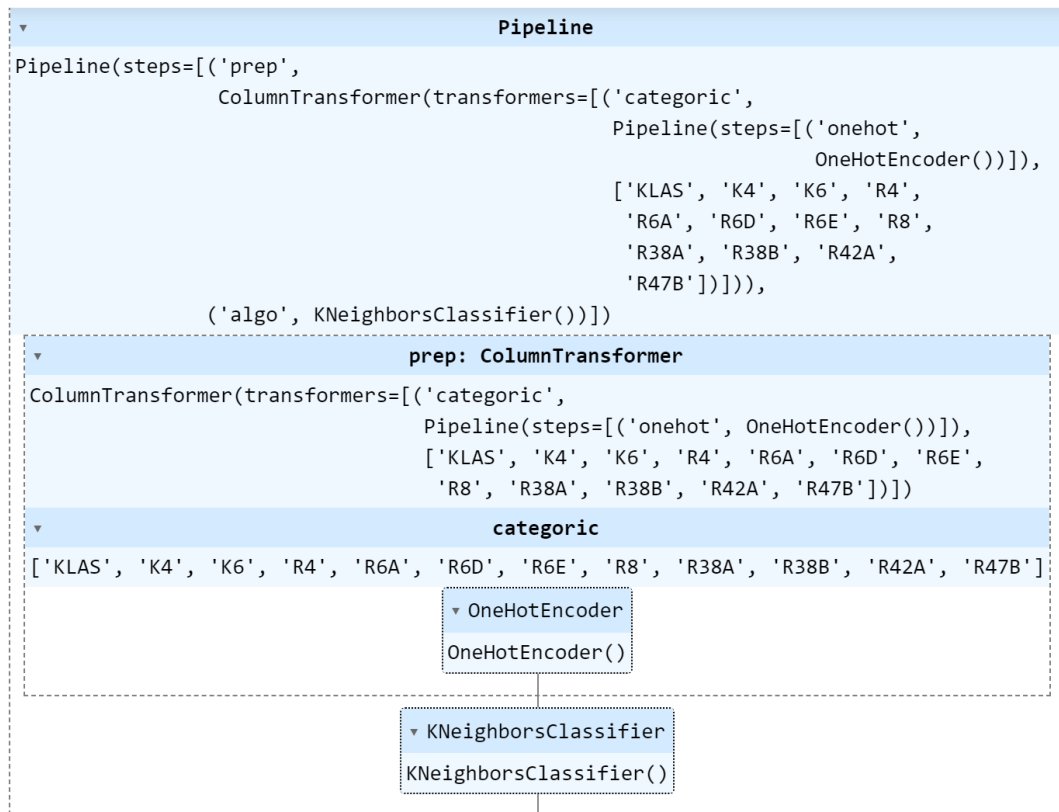 Pipeline
Pipeline(steps=[('prep',
ColumnTransformer(transformers=[('categoric',
Pipeline(steps=[('onehot',
OneHotEncoder())]),
['KLAS', 'K4', 'K6', 'R4',
'R6A', 'R6D', 'R6E', 'R8',
'R38A', 'R38B', 'R42A',
'R47B'])])),
('algo', KNeighborsClassifier())])
prep: ColumnTransformer
ColumnTransformer(transformers=[('categoric',
Pipeline(steps=[('onehot', OneHotEncoder())]),
['KLAS', 'K4', 'K6', 'R4', 'R6A', 'R6D', 'R6E',
'R8', 'R38A', 'R38B', 'R42A', 'R47B'])])
categoric
['KLAS', 'K4', 'K6', 'R4', 'R6A', 'R6D', 'R6E', 'R8', 'R38A', 'R38B', 'R42A', 'R47B']
OneHotEncoder
OneHotEncoder()
KNeighborsClassifier
KNeighborsClassifier()